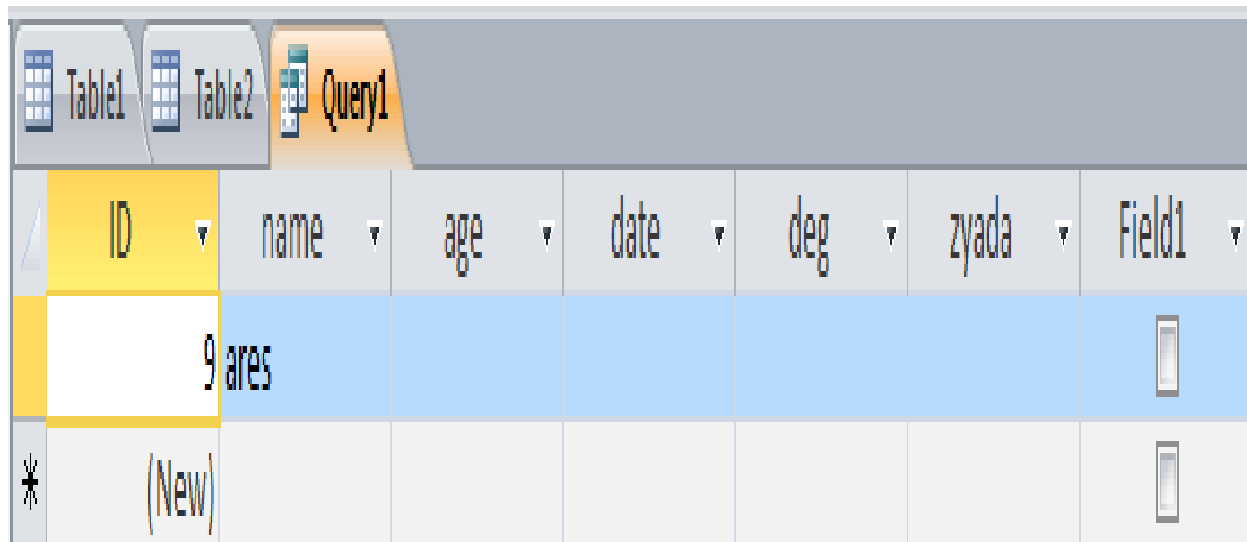 Table1 Table2 Query1
ID name age date deg zyada Field1
9 ares
* (New)